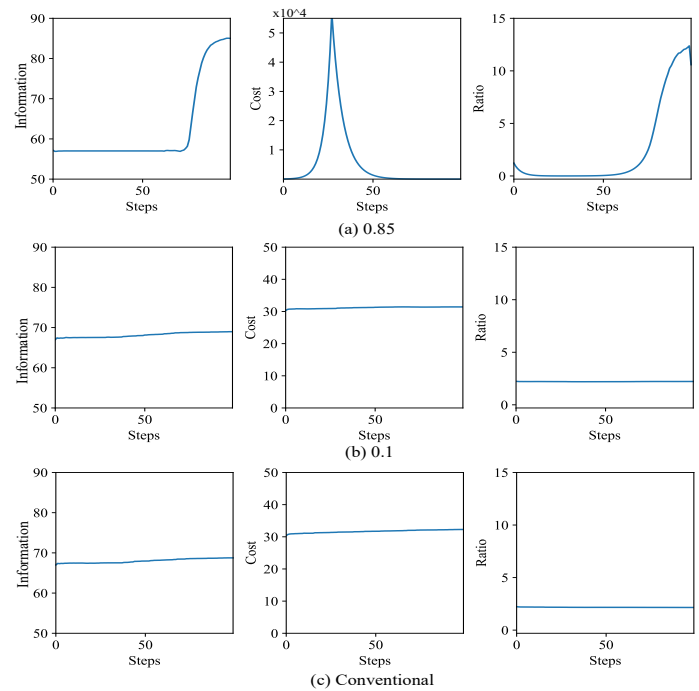 x10^4
90 80 70 60 50 Information 0 50 Steps
5 4 3 2 1 Cost 0 50 Steps
15 10 5 0 Ratio 0 50 Steps
(a) 0.85
90 80 70 60 50 Information 0 50 Steps
50 40 30 20 10 0 Cost 0 50 Steps
15 10 5 0 Ratio 0 50 Steps
(b) 0.1
90 80 70 60 50 Information 0 50 Steps
50 40 30 20 10 0 Cost 0 50 Steps
15 10 5 0 Ratio 0 50 Steps
(c) Conventional